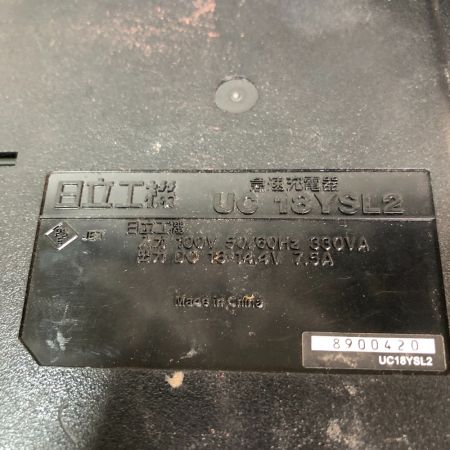 日立工機
急速充電器
UC 18YSL2
JET
日立工機
入力 100V 50/60Hz 330VA
出力 DC 18-14.4V 7.5A
Made in China
8900420
UC18YSL2